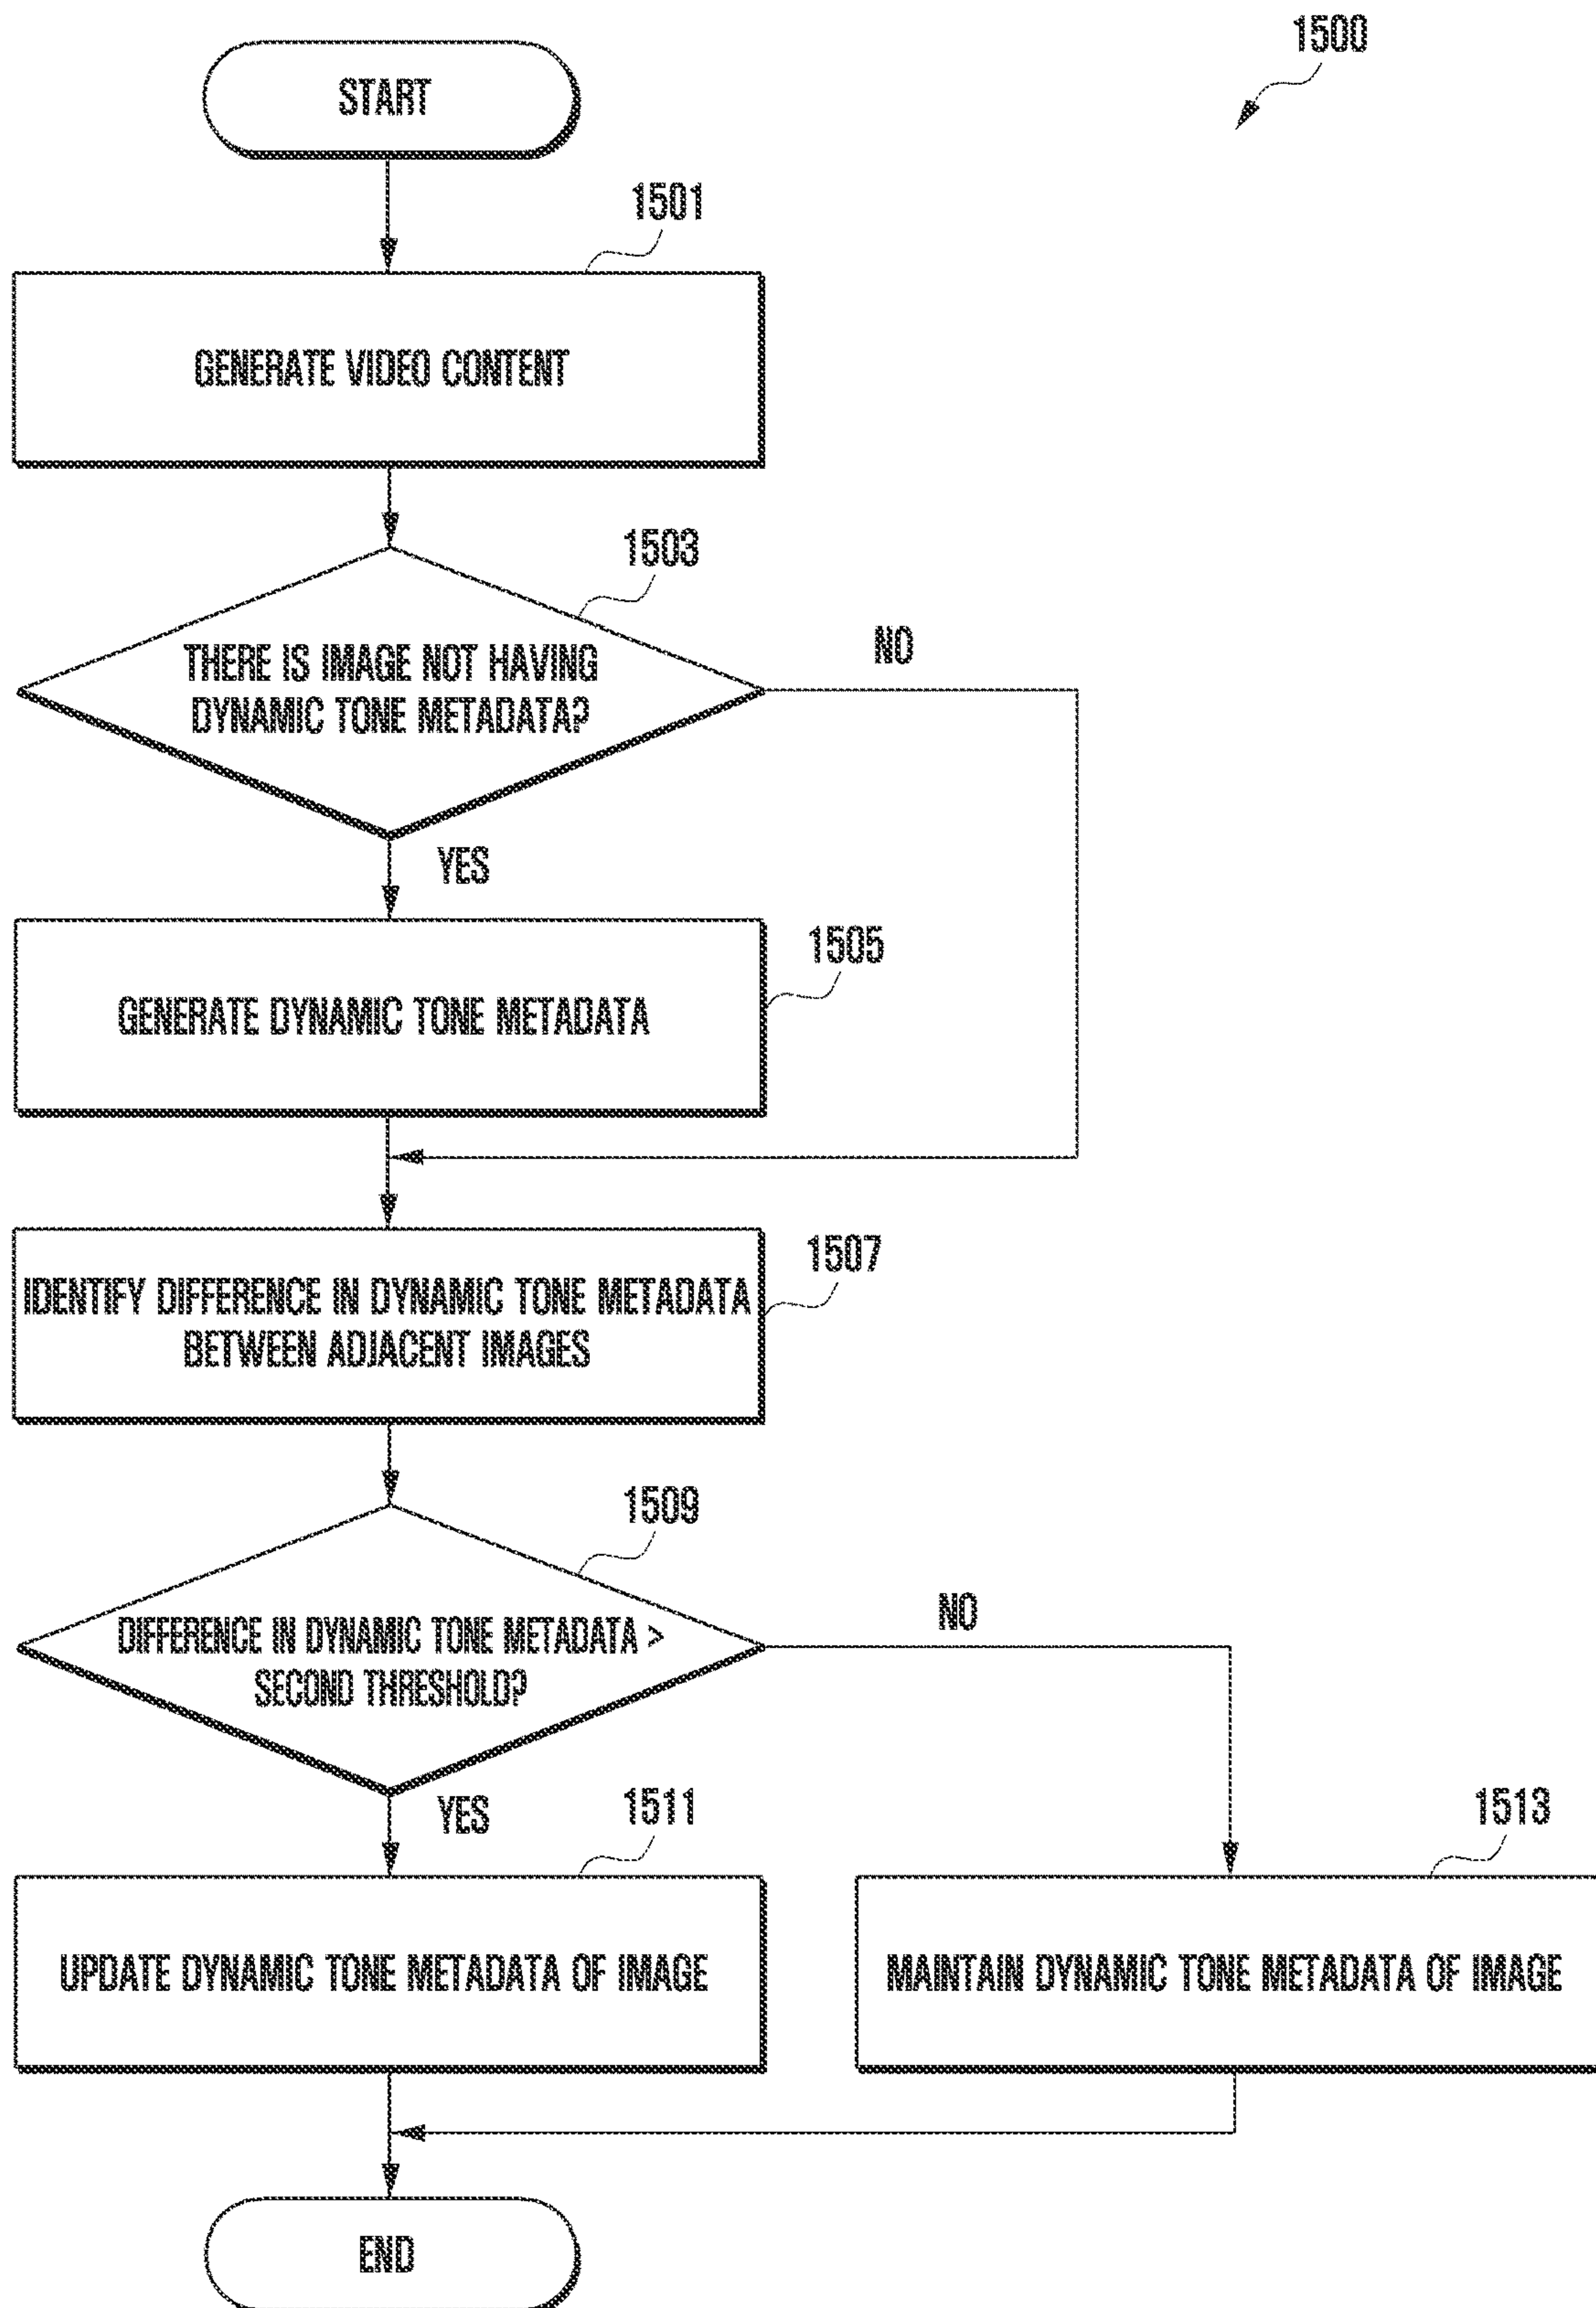 1500
START
1501
GENERATE VIDEO CONTENT
1503
THERE IS IMAGE NOT HAVING
DYNAMIC TONE METADATA?
NO
YES
1505
GENERATE DYNAMIC TONE METADATA
1507
IDENTIFY DIFFERENCE IN DYNAMIC TONE METADATA
BETWEEN ADJACENT IMAGES
1509
DIFFERENCE IN DYNAMIC TONE METADATA >
SECOND THRESHOLD?
NO
YES
1511
1513
UPDATE DYNAMIC TONE METADATA OF IMAGE
MAINTAIN DYNAMIC TONE METADATA OF IMAGE
END